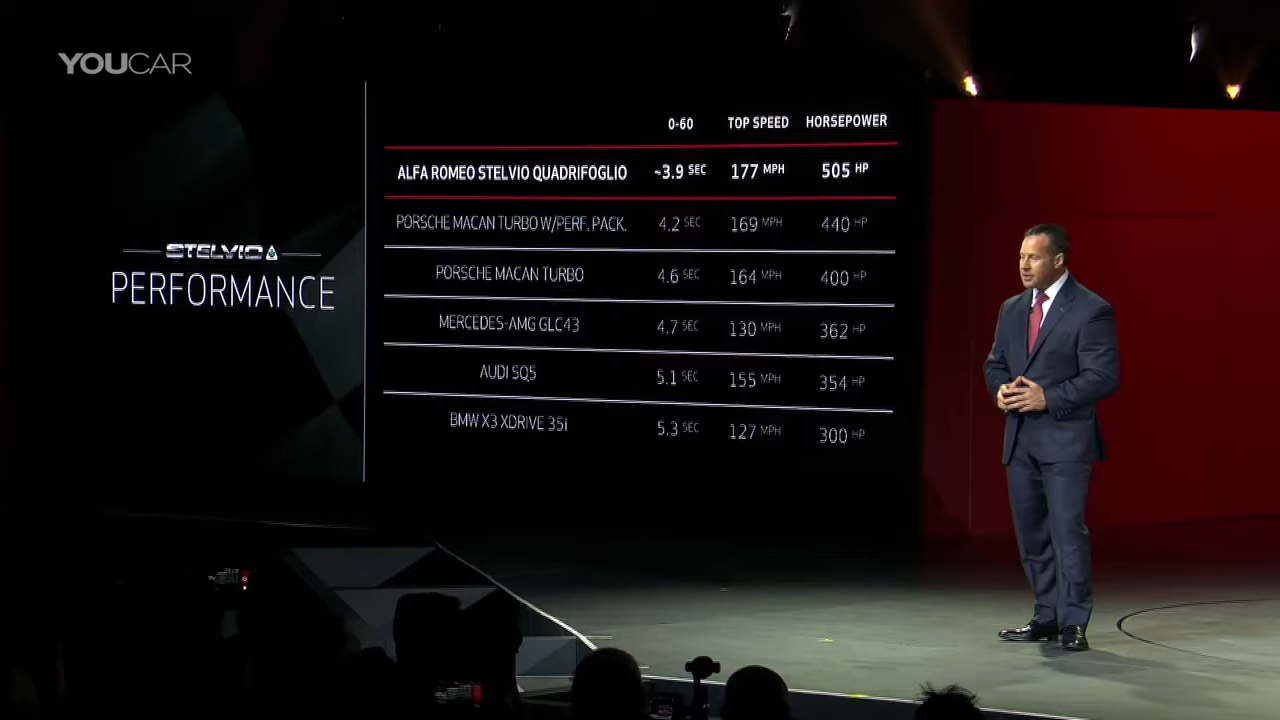 YOUCAR
STELVIO
PERFORMANCE
0-60 TOP SPEED HORSEPOWER
ALFA ROMEO STELVIO QUADRIFOGLIO ~3.9 SEC 177 MPH 505 HP
PORSCHE MACAN TURBO W/PERF. PACK. 4.2 SEC 169 MPH 440 HP
PORSCHE MACAN TURBO 4.6 SEC 164 MPH 400 HP
MERCEDES-AMG GLC43 4.7 SEC 130 MPH 362 HP
AUDI SQ5 5.1 SEC 155 MPH 354 HP
BMW X3 XDRIVE 35i 5.3 SEC 127 MPH 300 HP